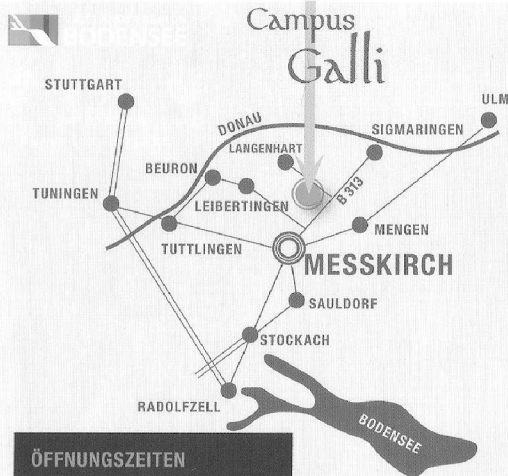 BODENSEE
Campus
Galli
STUTTGART
ULM
DONAU
SIGMARINGEN
LANGENHART
BEURON
B 313
TUNINGEN
LEIBERTINGEN
MENGEN
TUTTLINGEN
MESSKIRCH
SAULDORF
STOCKACH
RADOLFZELL
BODENSEE
ÖFFNUNGSZEITEN